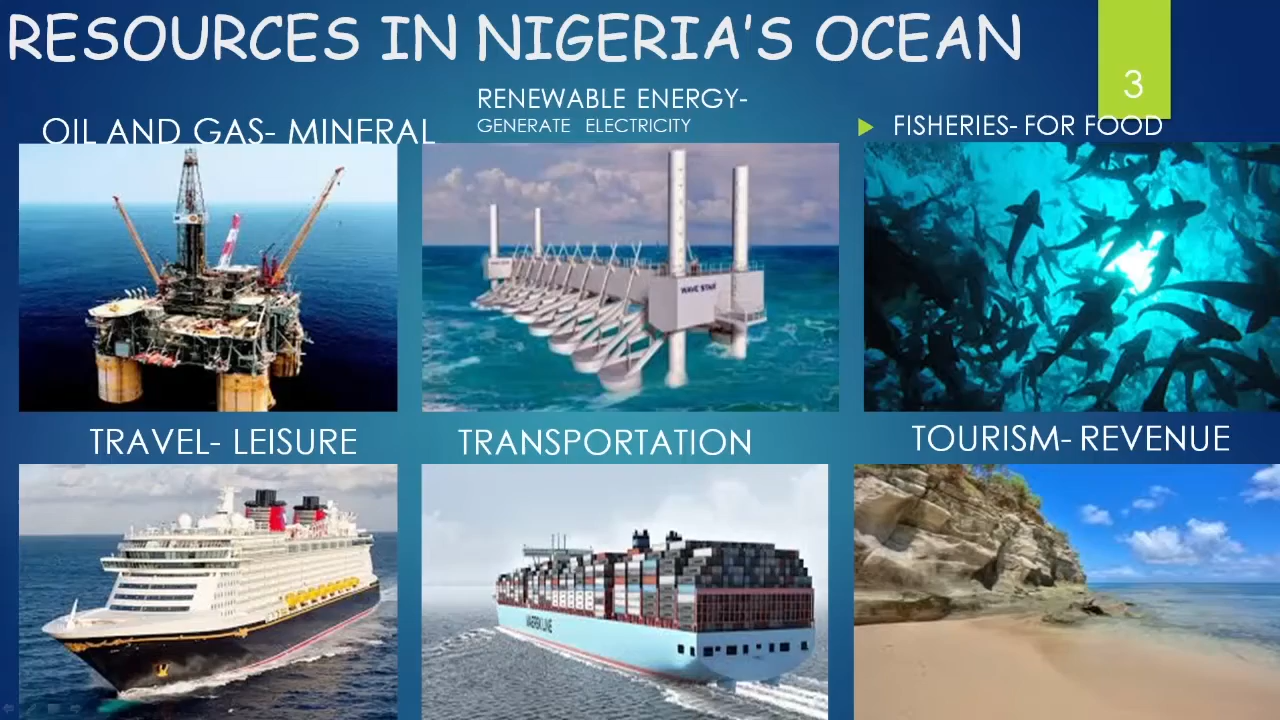 RESOURCES IN NIGERIA'S OCEAN
3
OIL AND GAS- MINERAL
RENEWABLE ENERGY-
GENERATE ELECTRICITY
FISHERIES- FOR FOOD
WAVE STAR
TRAVEL- LEISURE
TRANSPORTATION
TOURISM- REVENUE
MAERSK LINE